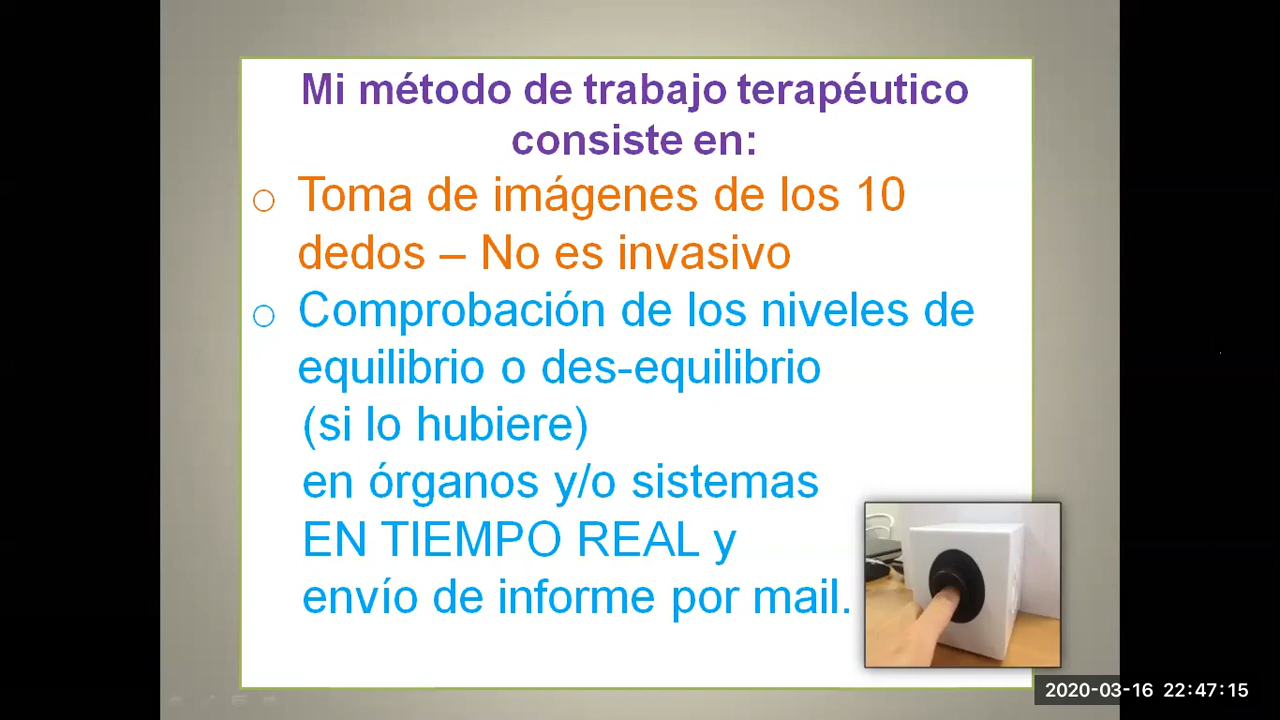 Mi método de trabajo terapéutico
consiste en:
Toma de imágenes de los 10
dedos – No es invasivo
Comprobación de los niveles de
equilibrio o des-equilibrio
(si lo hubiere)
en órganos y/o sistemas
EN TIEMPO REAL y
envío de informe por mail.
2020-03-16 22:47:15